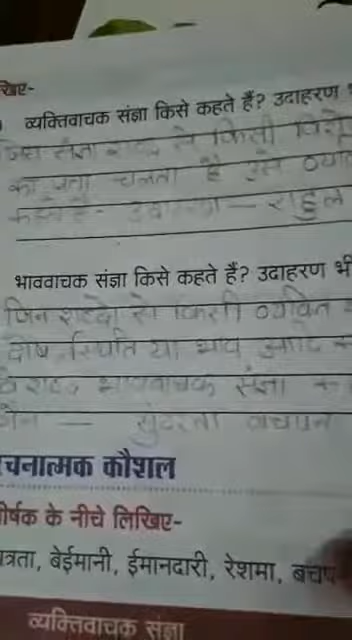 खिए-
व्यक्तिवाचक संज्ञा किसे कहते हैं? उदाहरण
जिस संज्ञा शब्द से किसी
का पता चलता है उसे
कहते हैं- उदाहरण — राहुल
भाववाचक संज्ञा किसे कहते हैं? उदाहरण भी
जिन शब्दों से किसी व्यक्ति
दोष, स्थिति या भाव आदि
वे शब्द भाववाचक संज्ञा
जैसे — सुंदरता बचपन
चनात्मक कौशल
शीर्षक के नीचे लिखिए-
त्रता, बेईमानी, ईमानदारी, रेशमा, बचप
व्यक्तिवाचक संज्ञा